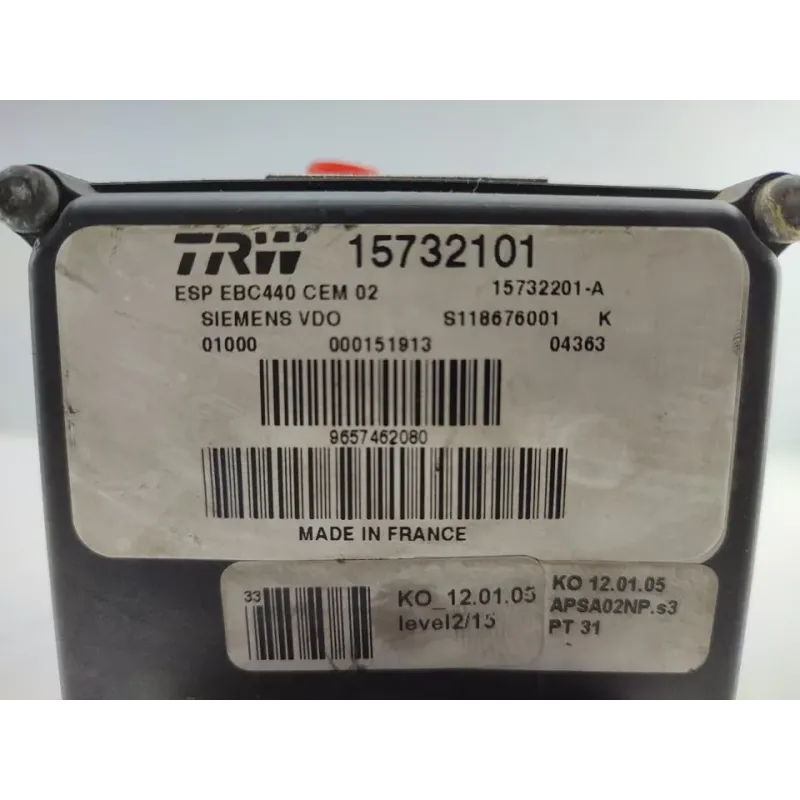 TRW 15732101
ESP EBC440 CEM 02 15732201-A
SIEMENS VDO S118676001 K
01000 000151913 04363
9657462080
MADE IN FRANCE
33
KO_12.01.05
level2/15
KO 12.01.05
APSA02NP.s3
PT 31